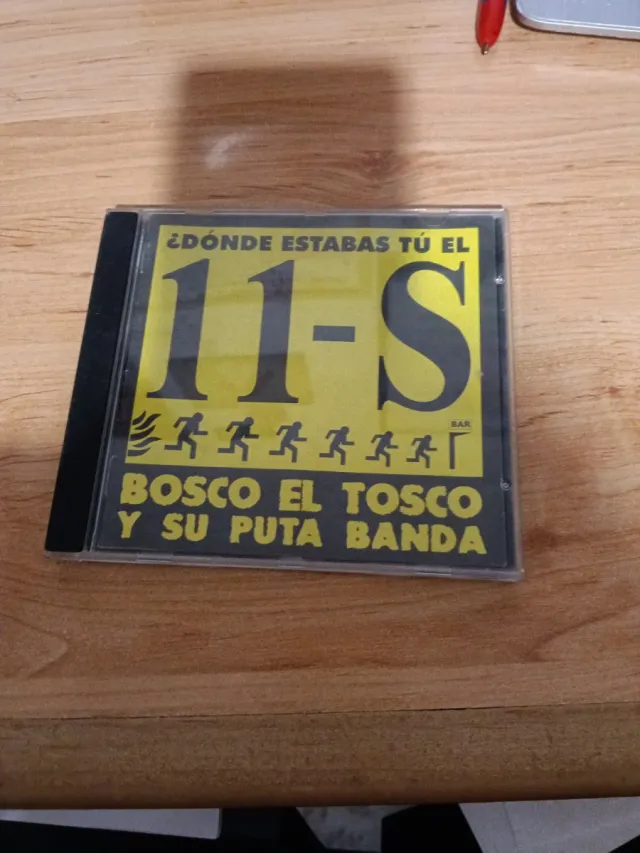 ¿DÓNDE ESTABAS TÚ EL
11-S
BAR
BOSCO EL TOSCO
Y SU PUTA BANDA